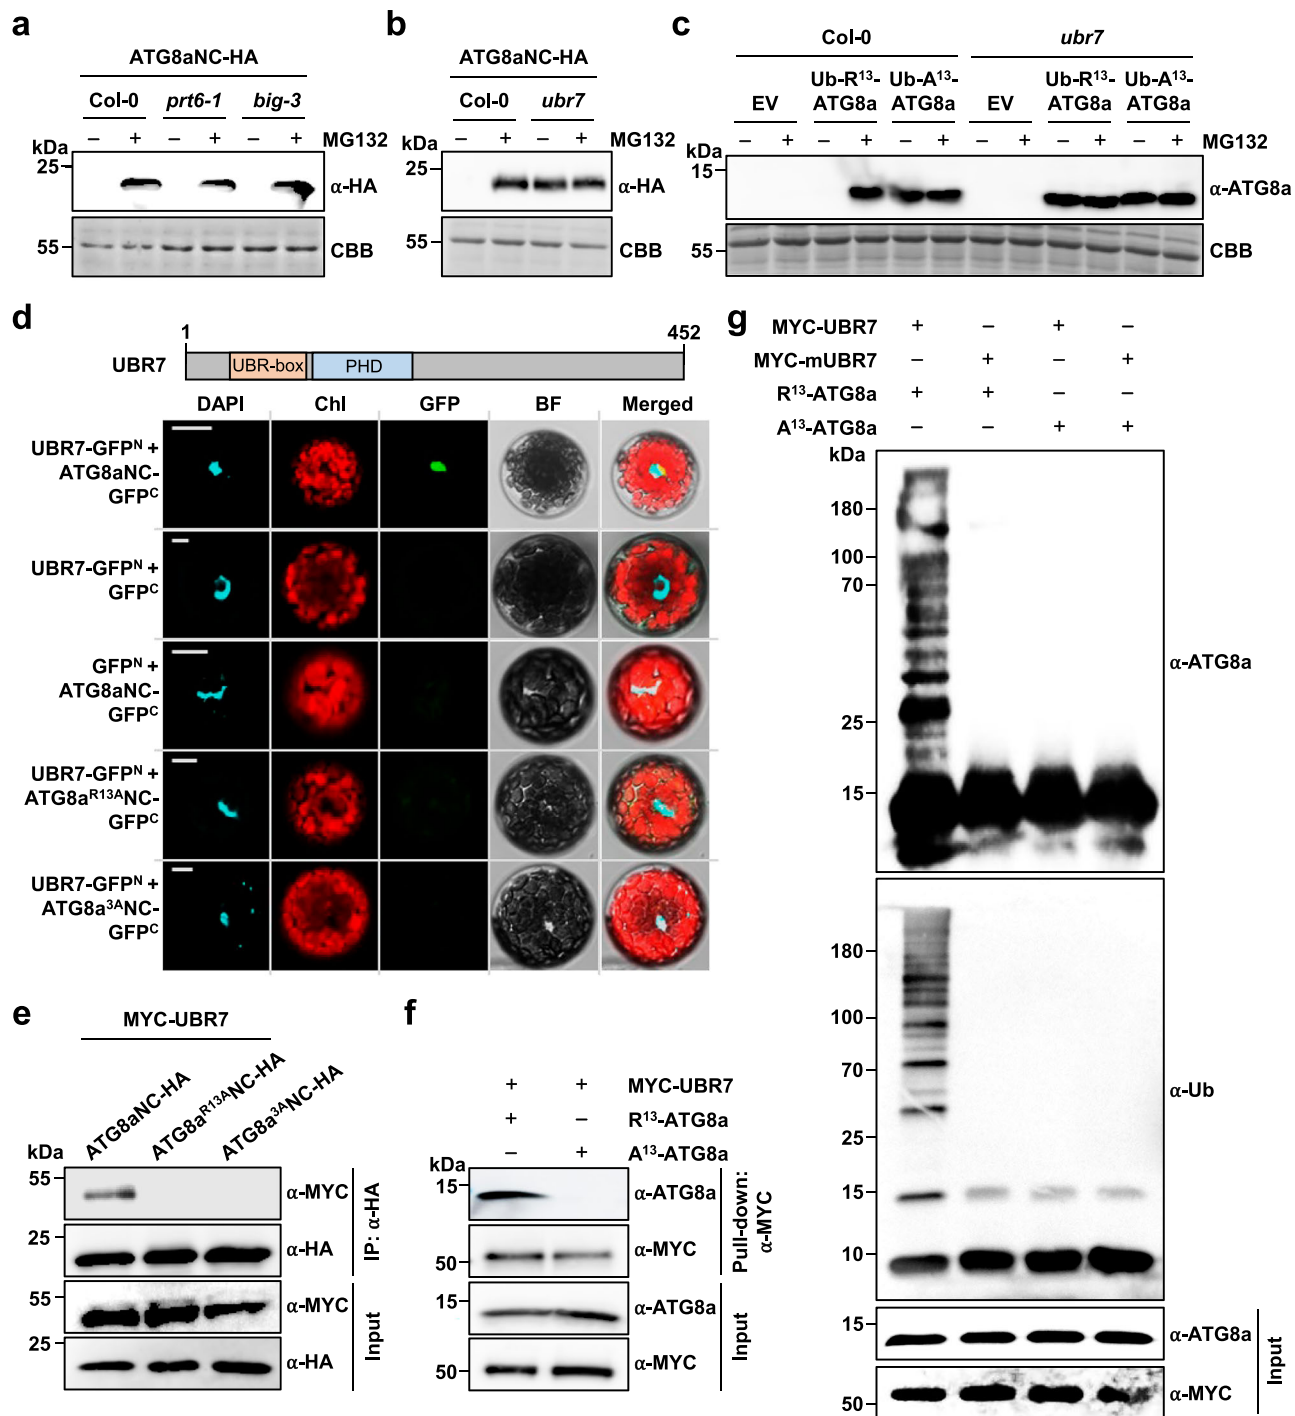 a
ATG8aNC-HA
Col-0 prt6-1 big-3
– + – + – + MG132
kDa
25
α-HA
55
CBB
b
ATG8aNC-HA
Col-0 ubr7
– + – + MG132
kDa
25
α-HA
55
CBB
c
Col-0 ubr7
EV Ub-R¹³-ATG8a Ub-A¹³-ATG8a EV Ub-R¹³-ATG8a Ub-A¹³-ATG8a
– + – + – + – + – + – + MG132
kDa
15
α-ATG8a
55
CBB
d
1 452
UBR7 UBR-box PHD
DAPI Chl GFP BF Merged
UBR7-GFPᴺ +
ATG8aNC-
GFPᶜ
UBR7-GFPᴺ +
GFPᶜ
GFPᴺ +
ATG8aNC-
GFPᶜ
UBR7-GFPᴺ +
ATG8aᴿ¹³ᴬNC-
GFPᶜ
UBR7-GFPᴺ +
ATG8a³ᴬNC-
GFPᶜ
e
MYC-UBR7
ATG8aNC-HA
ATG8aᴿ¹³ᴬNC-HA
ATG8a³ᴬNC-HA
kDa
55
α-MYC
25
α-HA
IP: α-HA
55
α-MYC
25
α-HA
Input
f
+ + MYC-UBR7
+ – R¹³-ATG8a
– + A¹³-ATG8a
kDa
15
α-ATG8a
50
α-MYC
Pull-down:
α-MYC
15
α-ATG8a
50
α-MYC
Input
g
MYC-UBR7 + – + –
MYC-mUBR7 – + – +
R¹³-ATG8a + + – –
A¹³-ATG8a – – + +
kDa
180
100
70
25
15
α-ATG8a
180
100
70
25
15
10
α-Ub
15
α-ATG8a
50
α-MYC
Input